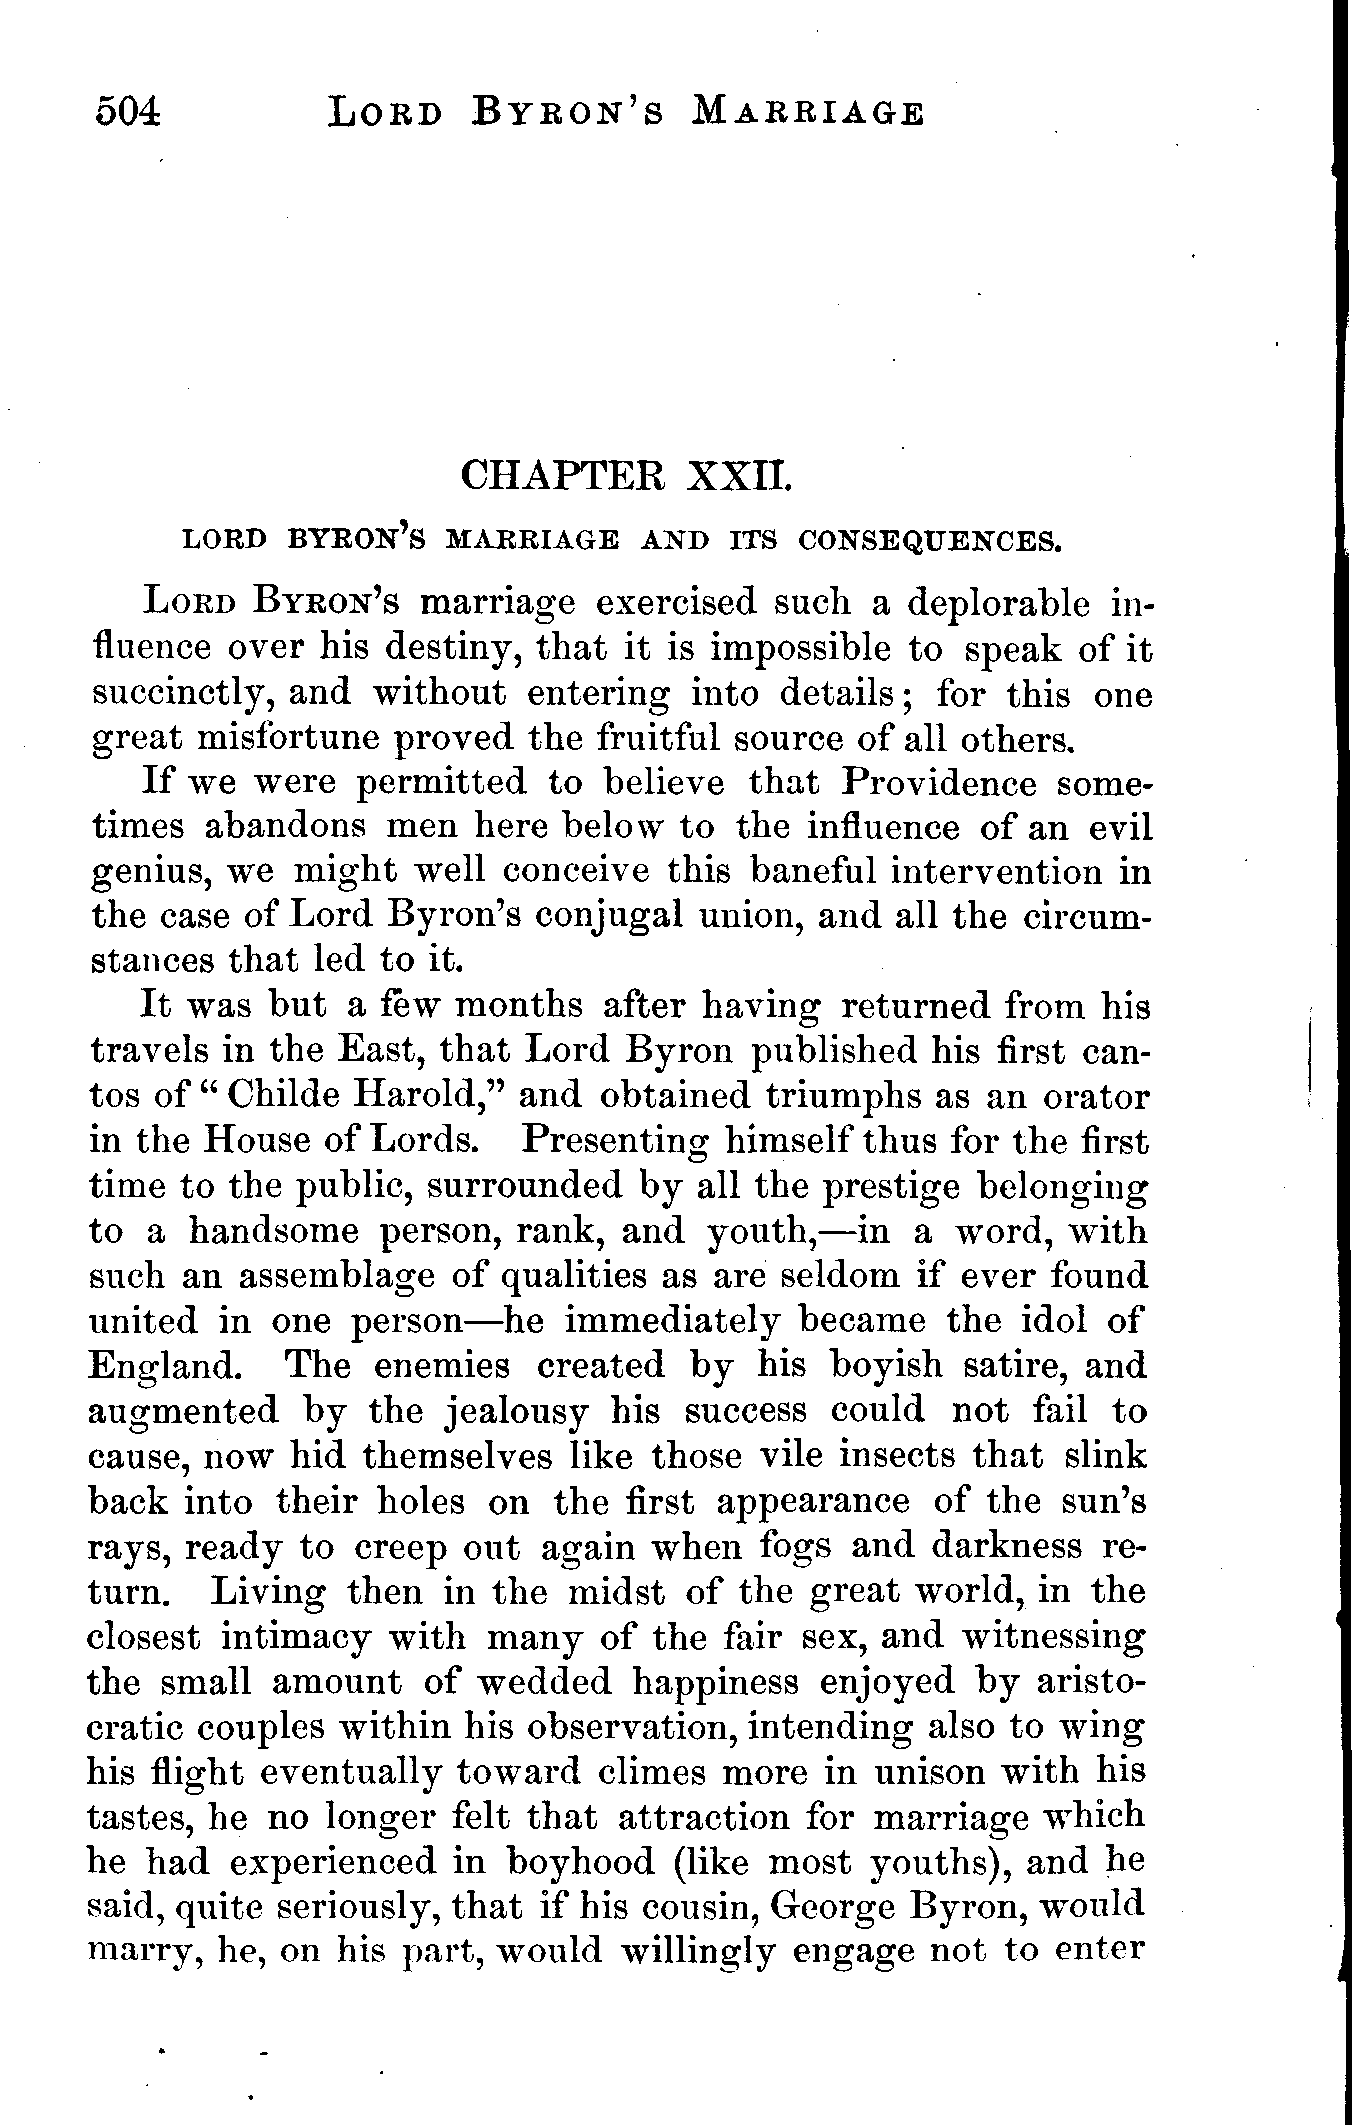 504 LORD BYRON'S MARRIAGE
CHAPTER XXII.
LORD BYRON'S MARRIAGE AND ITS CONSEQUENCES.
LORD BYRON'S marriage exercised such a deplorable in-
fluence over his destiny, that it is impossible to speak of it
succinctly, and without entering into details; for this one
great misfortune proved the fruitful source of all others.
If we were permitted to believe that Providence some-
times abandons men here below to the influence of an evil
genius, we might well conceive this baneful intervention in
the case of Lord Byron's conjugal union, and all the circum-
stances that led to it.
It was but a few months after having returned from his
travels in the East, that Lord Byron published his first can-
tos of "Childe Harold," and obtained triumphs as an orator
in the House of Lords. Presenting himself thus for the first
time to the public, surrounded by all the prestige belonging
to a handsome person, rank, and youth,—in a word, with
such an assemblage of qualities as are seldom if ever found
united in one person—he immediately became the idol of
England. The enemies created by his boyish satire, and
augmented by the jealousy his success could not fail to
cause, now hid themselves like those vile insects that slink
back into their holes on the first appearance of the sun's
rays, ready to creep out again when fogs and darkness re-
turn. Living then in the midst of the great world, in the
closest intimacy with many of the fair sex, and witnessing
the small amount of wedded happiness enjoyed by aristo-
cratic couples within his observation, intending also to wing
his flight eventually toward climes more in unison with his
tastes, he no longer felt that attraction for marriage which
he had experienced in boyhood (like most youths), and he
said, quite seriously, that if his cousin, George Byron, would
marry, he, on his part, would willingly engage not to enter